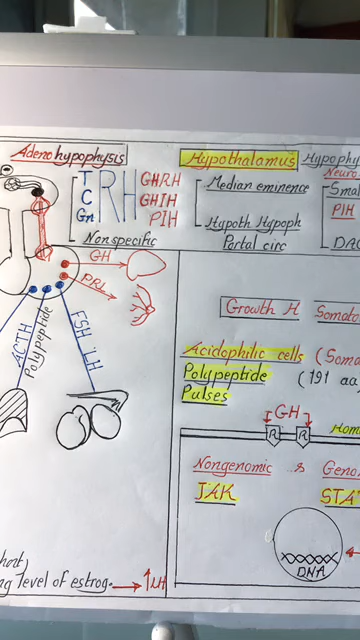 Adenohypophysis
T
C
Gn
RH
GHRH
GHIH
PIH
Nonspecific
GH
PRL
ACTH
Polypeptide
FSH LH
ng level of estrog. → ↑LH
Hypothalamus
Median eminence
Hypoth Hypoph
Portal circ
Hypophy
Neuro
Smal
PIH
DA
Growth H Somato
Acidophilic cells (Soma
Polypeptide (191 aa
Pulses
GH
R R
Nongenomic Geno
JAK STAT
DNA